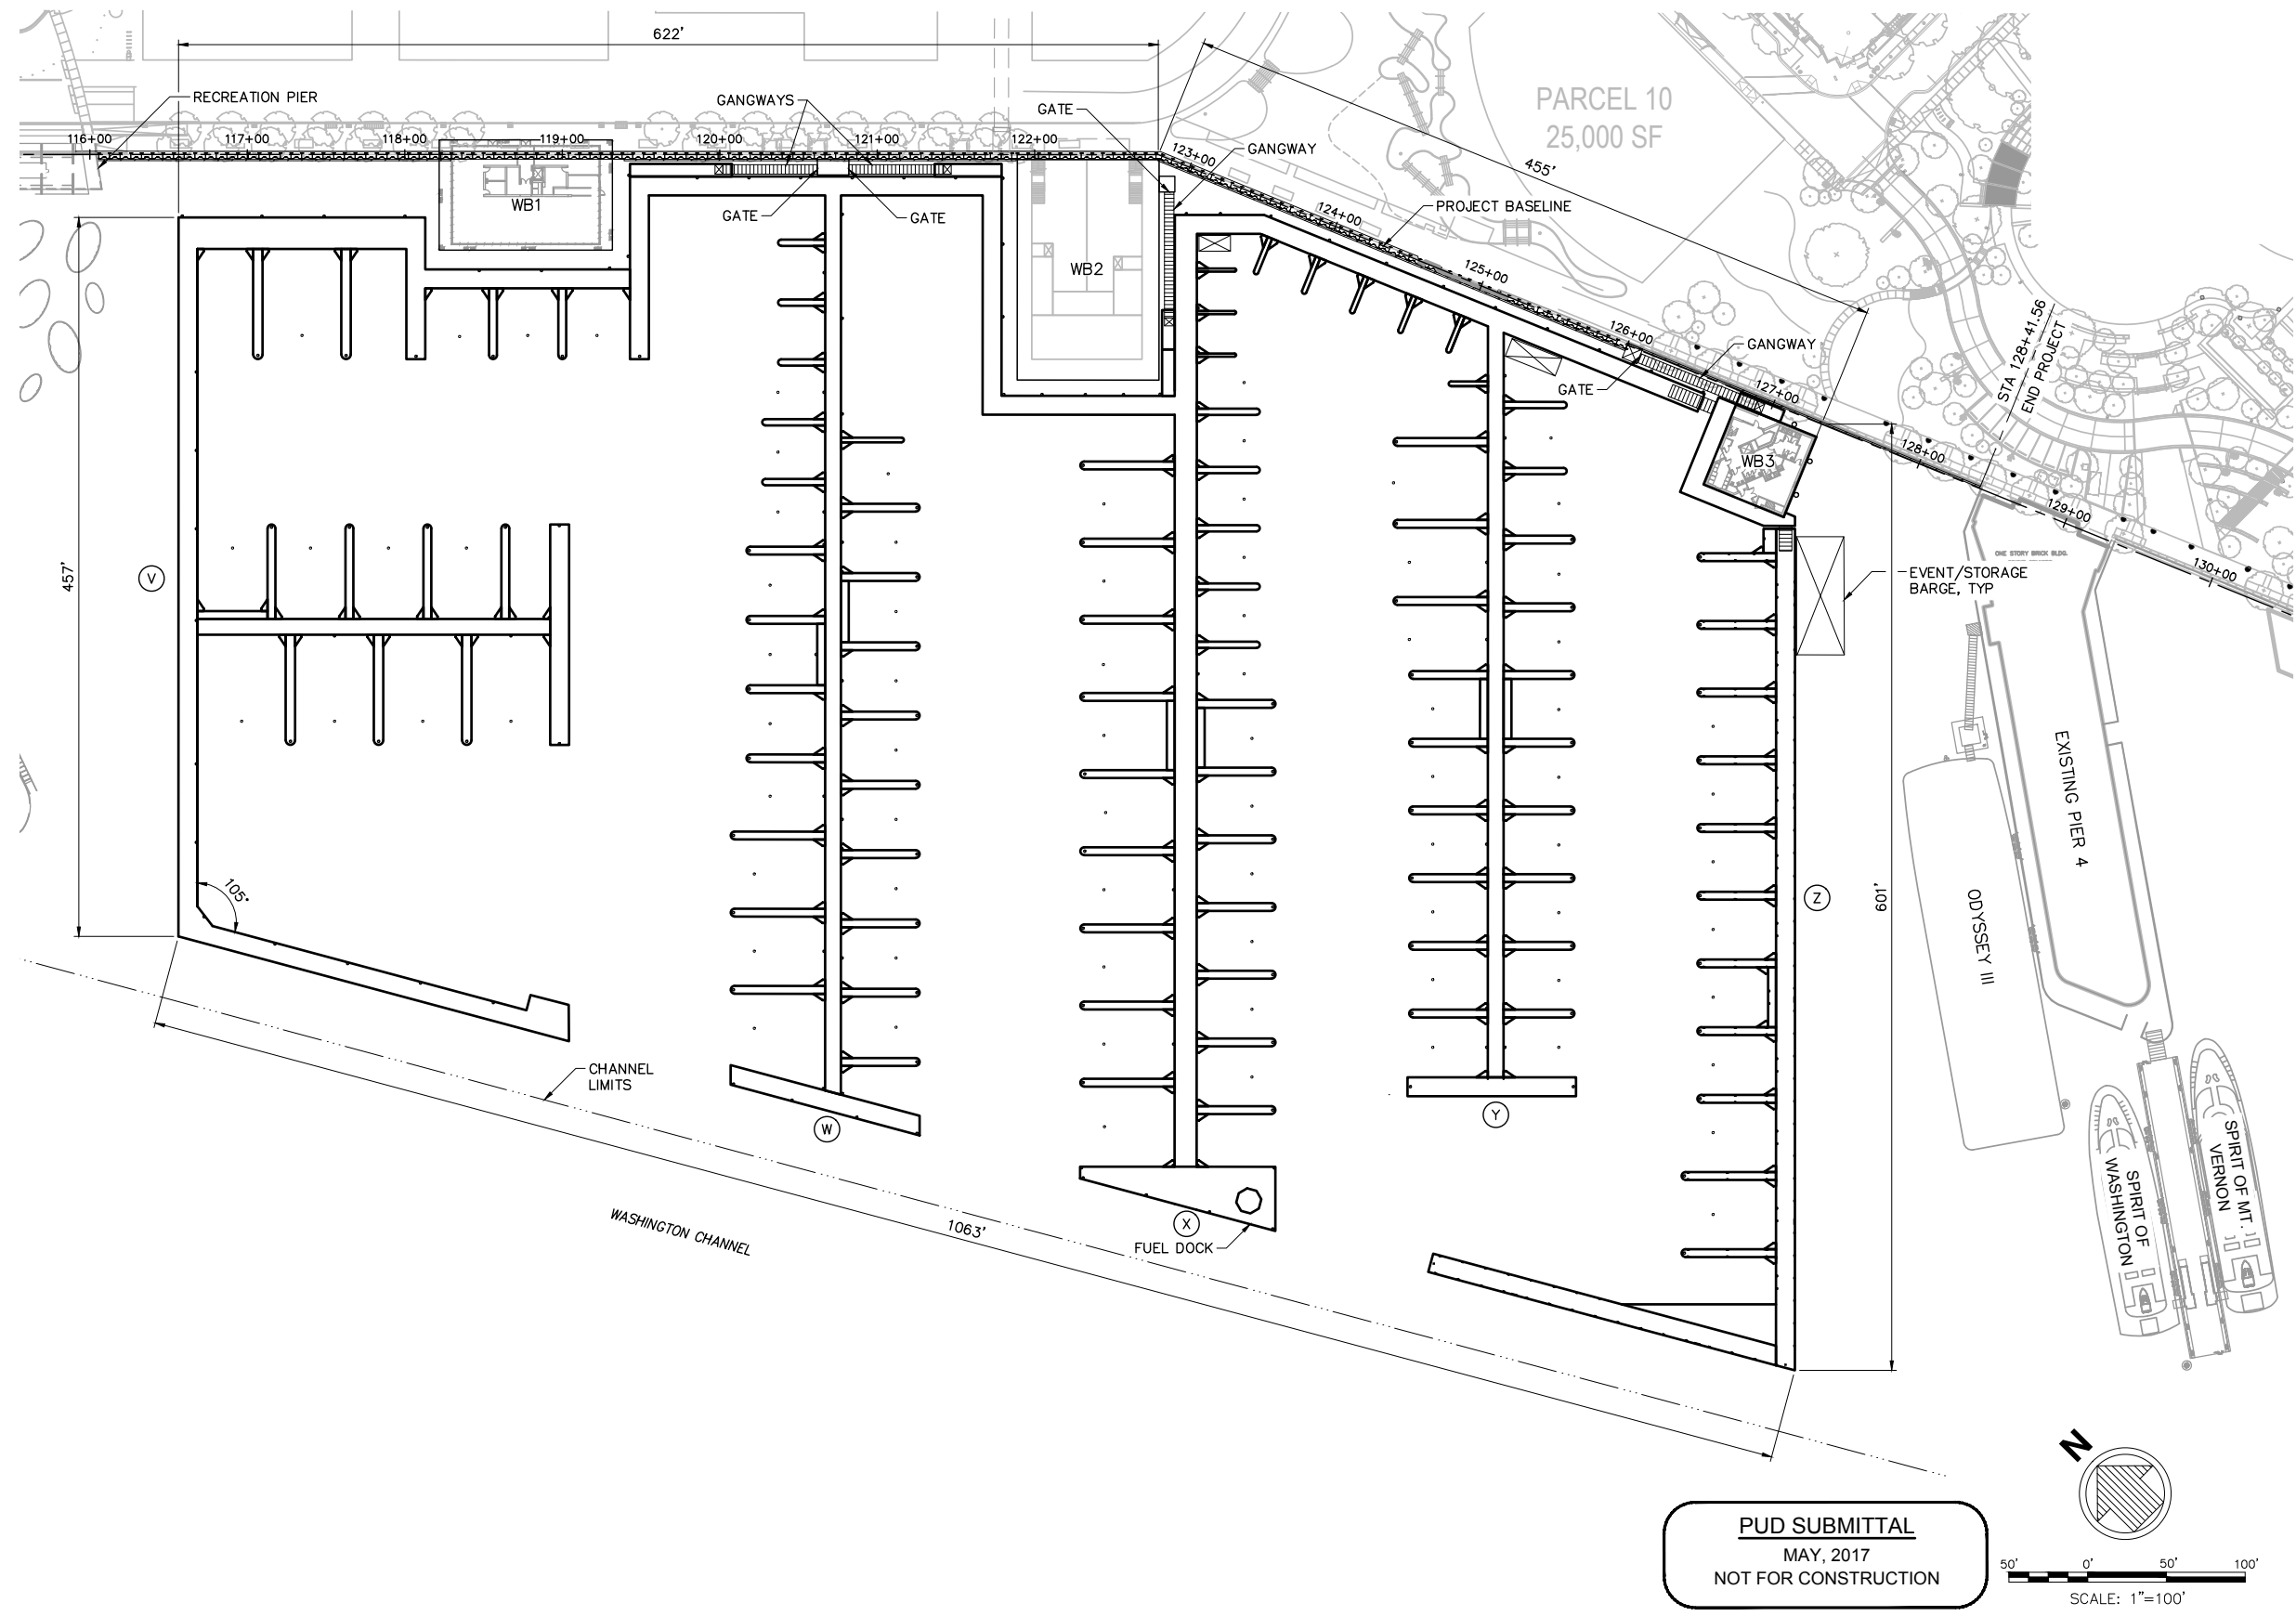 622'
RECREATION PIER
GANGWAYS
GATE
GANGWAY
PARCEL 10
25,000 SF
455'
116+00
117+00
118+00
119+00
120+00
121+00
122+00
123+00
124+00
125+00
126+00
127+00
128+00
129+00
130+00
PROJECT BASELINE
WB1
GATE
GATE
WB2
GANGWAY
GATE
STA 128+41.56
END PROJECT
WB3
ONE STORY BRICK BLDG.
EVENT/STORAGE
BARGE, TYP
457'
V
105°
601'
Z
EXISTING PIER 4
ODYSSEY III
CHANNEL
LIMITS
W
Y
X
FUEL DOCK
WASHINGTON CHANNEL
1063'
SPIRIT OF
WASHINGTON
SPIRIT OF MT.
VERNON
N
PUD SUBMITTAL
MAY, 2017
NOT FOR CONSTRUCTION
50' 0' 50' 100'
SCALE: 1"=100'